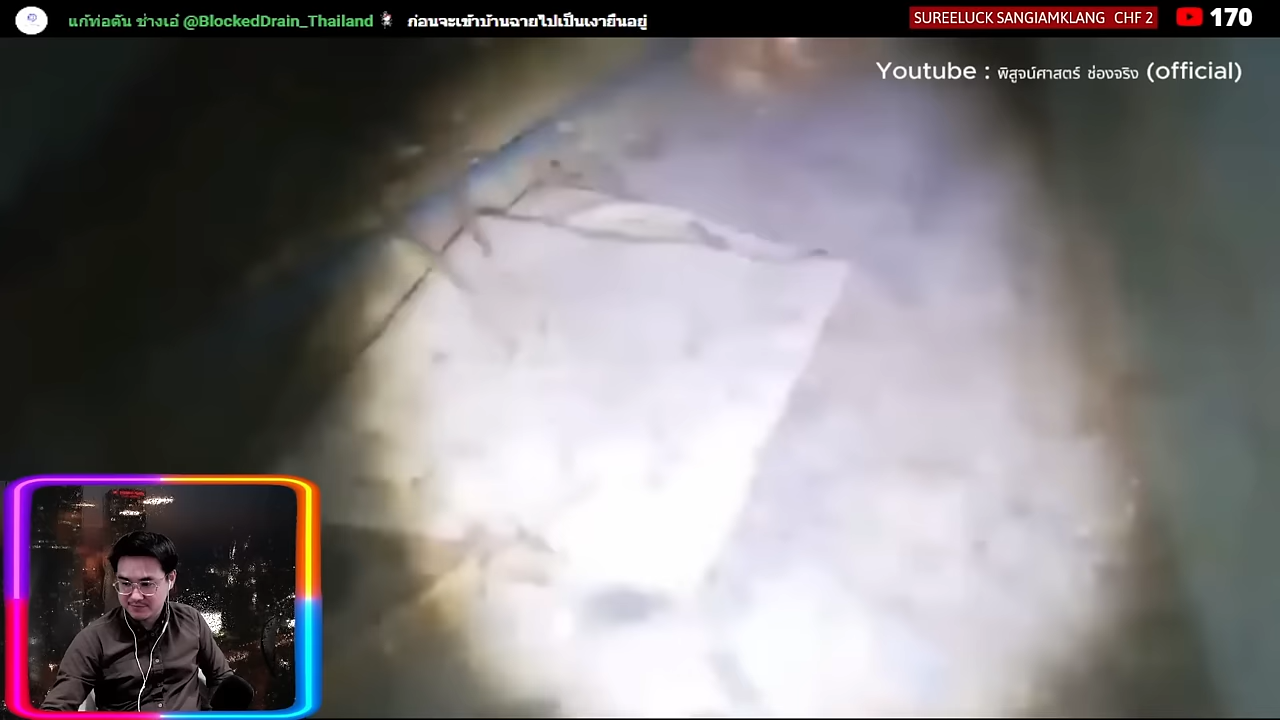 แก้ท่อตัน ช่างเอ๋ @BlockedDrain_Thailand ก่อนจะเข้าบ้านฉายไปเป็นเงายืนอยู่
SUREELUCK SANGIAMKLANG CHF 2
170
Youtube : พิสูจน์ศาสตร์ ช่องจริง (official)